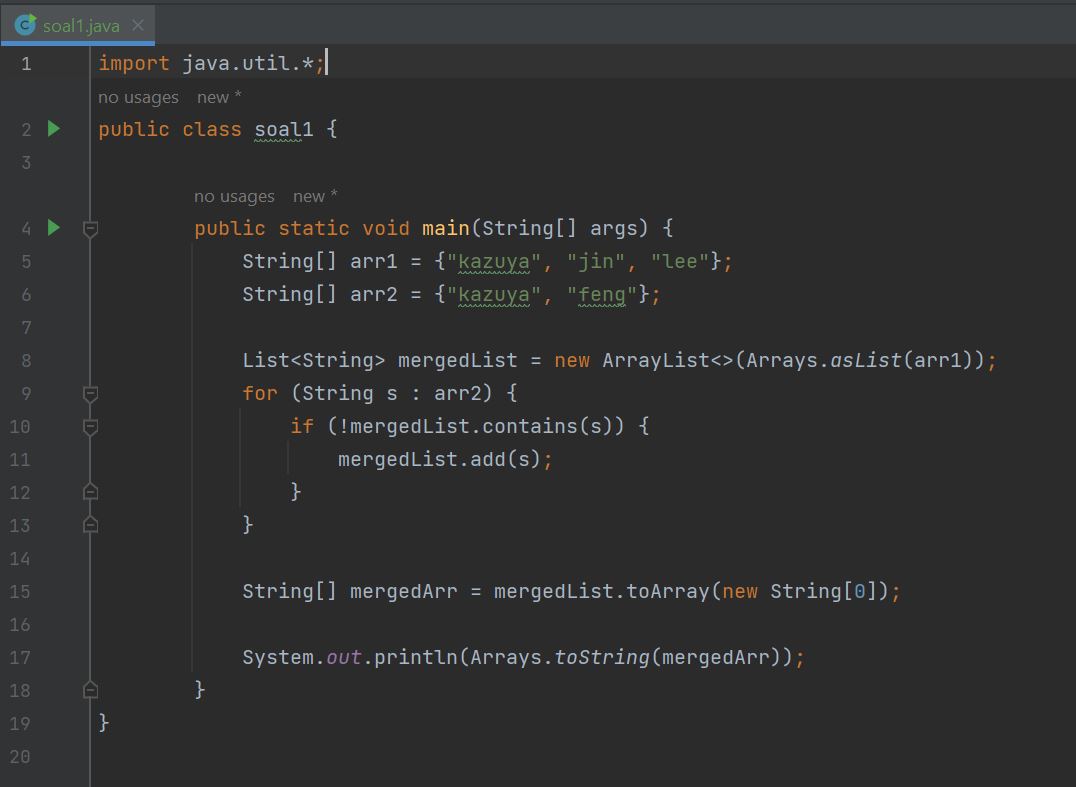 soal1.java
1 import java.util.*;
no usages new *
2 public class soal1 {
3
no usages new *
4 public static void main(String[] args) {
5 String[] arr1 = {"kazuya", "jin", "lee"};
6 String[] arr2 = {"kazuya", "feng"};
7
8 List<String> mergedList = new ArrayList<>(Arrays.asList(arr1));
9 for (String s : arr2) {
10 if (!mergedList.contains(s)) {
11 mergedList.add(s);
12 }
13 }
14
15 String[] mergedArr = mergedList.toArray(new String[0]);
16
17 System.out.println(Arrays.toString(mergedArr));
18 }
19 }
20